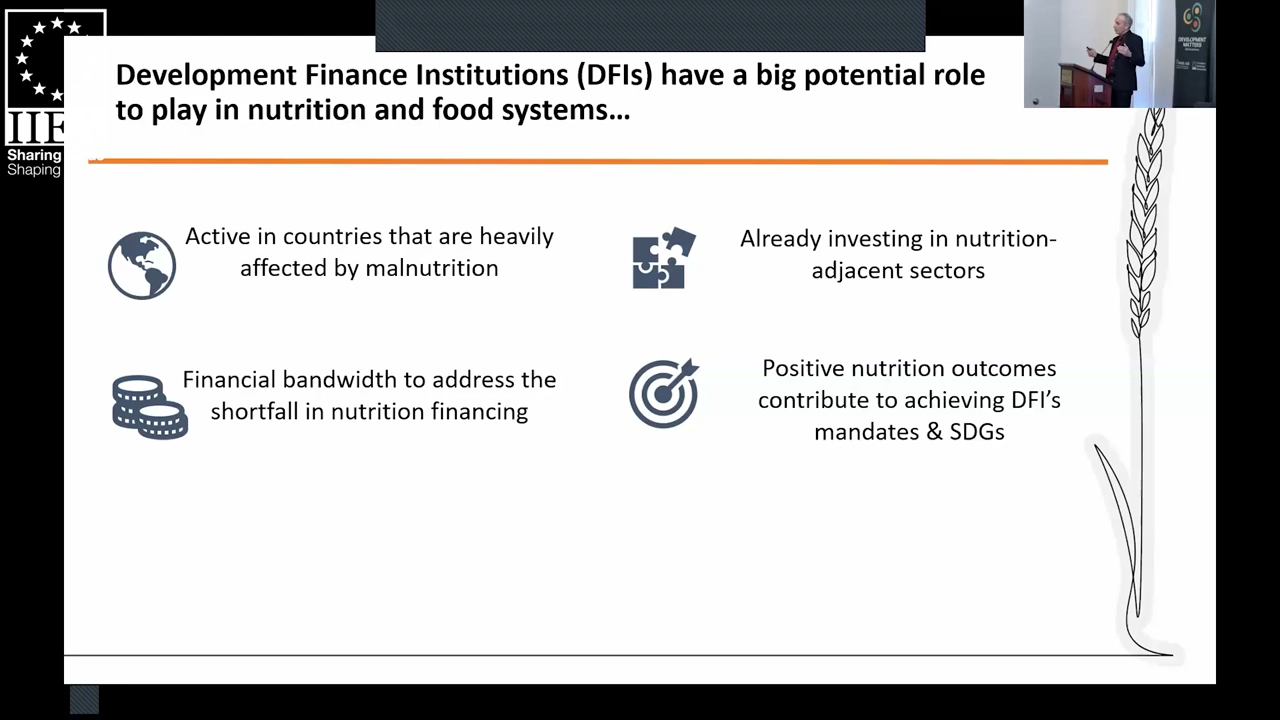 Development Finance Institutions (DFIs) have a big potential role
to play in nutrition and food systems…
Active in countries that are heavily
affected by malnutrition
Already investing in nutrition-
adjacent sectors
Financial bandwidth to address the
shortfall in nutrition financing
Positive nutrition outcomes
contribute to achieving DFI’s
mandates & SDGs
Sharing
Shaping
DEVELOPMENT
MATTERS